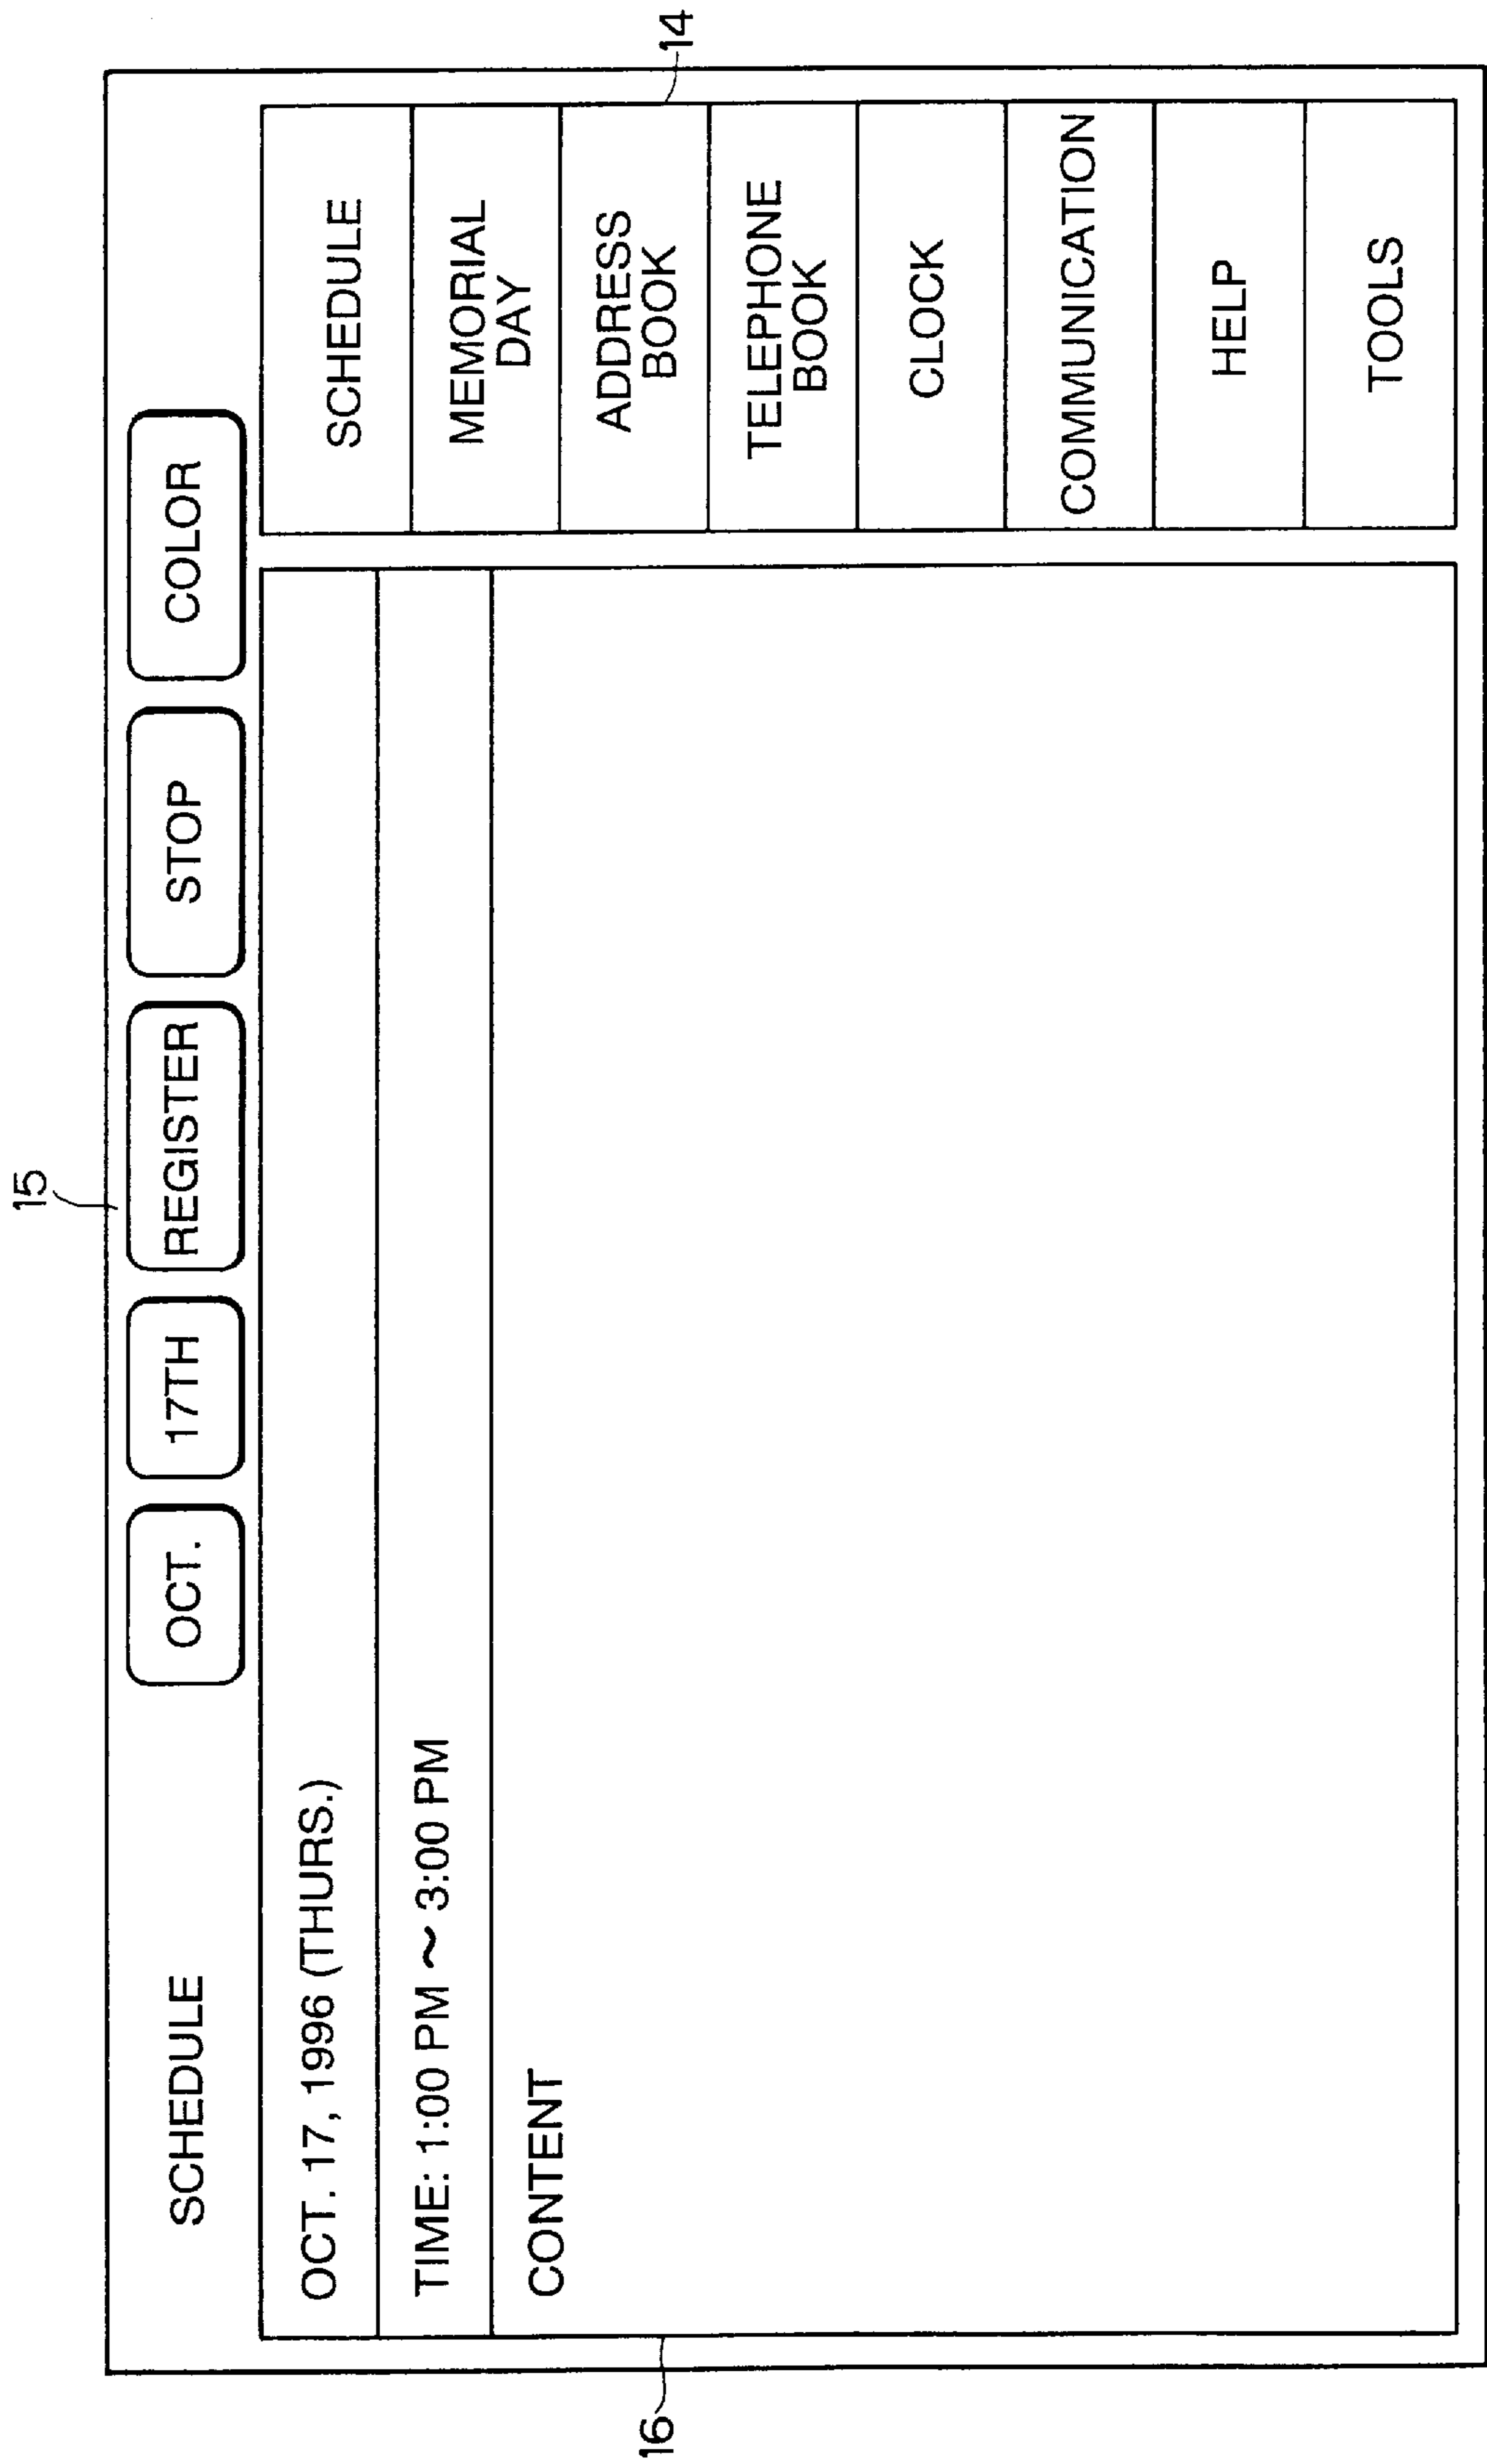 15
SCHEDULE
OCT.
17TH
REGISTER
STOP
COLOR
OCT. 17, 1996 (THURS.)
TIME: 1:00 PM ~ 3:00 PM
CONTENT
16
SCHEDULE
MEMORIAL
DAY
ADDRESS
BOOK
14
TELEPHONE
BOOK
CLOCK
COMMUNICATION
HELP
TOOLS